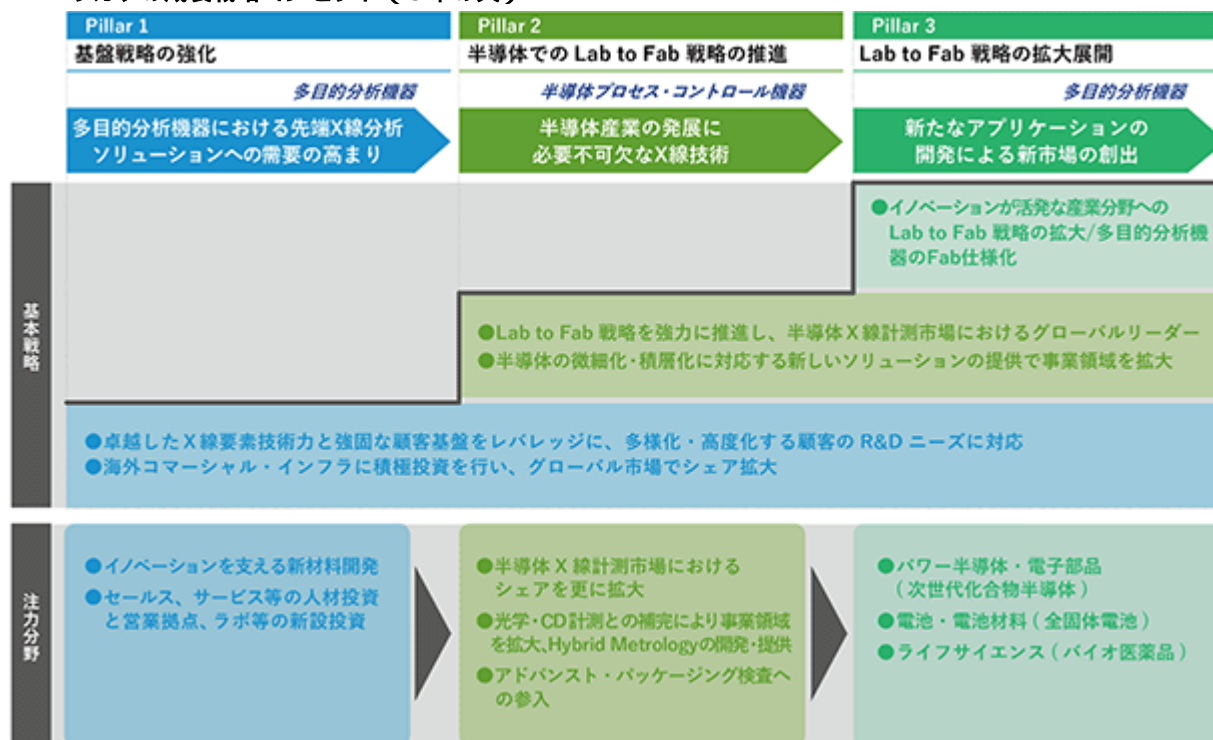 Pillar 1
基盤戦略の強化
多目的分析機器
多目的分析機器における先端X線分析
ソリューションへの需要の高まり
Pillar 2
半導体での Lab to Fab 戦略の推進
半導体プロセス・コントロール機器
半導体産業の発展に
必要不可欠なX線技術
Pillar 3
Lab to Fab 戦略の拡大展開
多目的分析機器
新たなアプリケーションの
開発による新市場の創出
基本戦略
●イノベーションが活発な産業分野への
Lab to Fab 戦略の拡大/多目的分析機
器のFab仕様化
●Lab to Fab 戦略を強力に推進し、半導体X線計測市場におけるグローバルリーダー
●半導体の微細化・積層化に対応する新しいソリューションの提供で事業領域を拡大
●卓越したX線要素技術力と強固な顧客基盤をレバレッジに、多様化・高度化する顧客の R&D ニーズに対応
●海外コマーシャル・インフラに積極投資を行い、グローバル市場でシェア拡大
注力分野
●イノベーションを支える新材料開発
●セールス、サービス等の人材投資
と営業拠点、ラボ等の新設投資
●半導体X線計測市場における
シェアを更に拡大
●光学・CD計測との補完により事業領域
を拡大、Hybrid Metrologyの開発・提供
●アドバンスト・パッケージング検査へ
の参入
●パワー半導体・電子部品
(次世代化合物半導体)
●電池・電池材料(全固体電池)
●ライフサイエンス(バイオ医薬品)